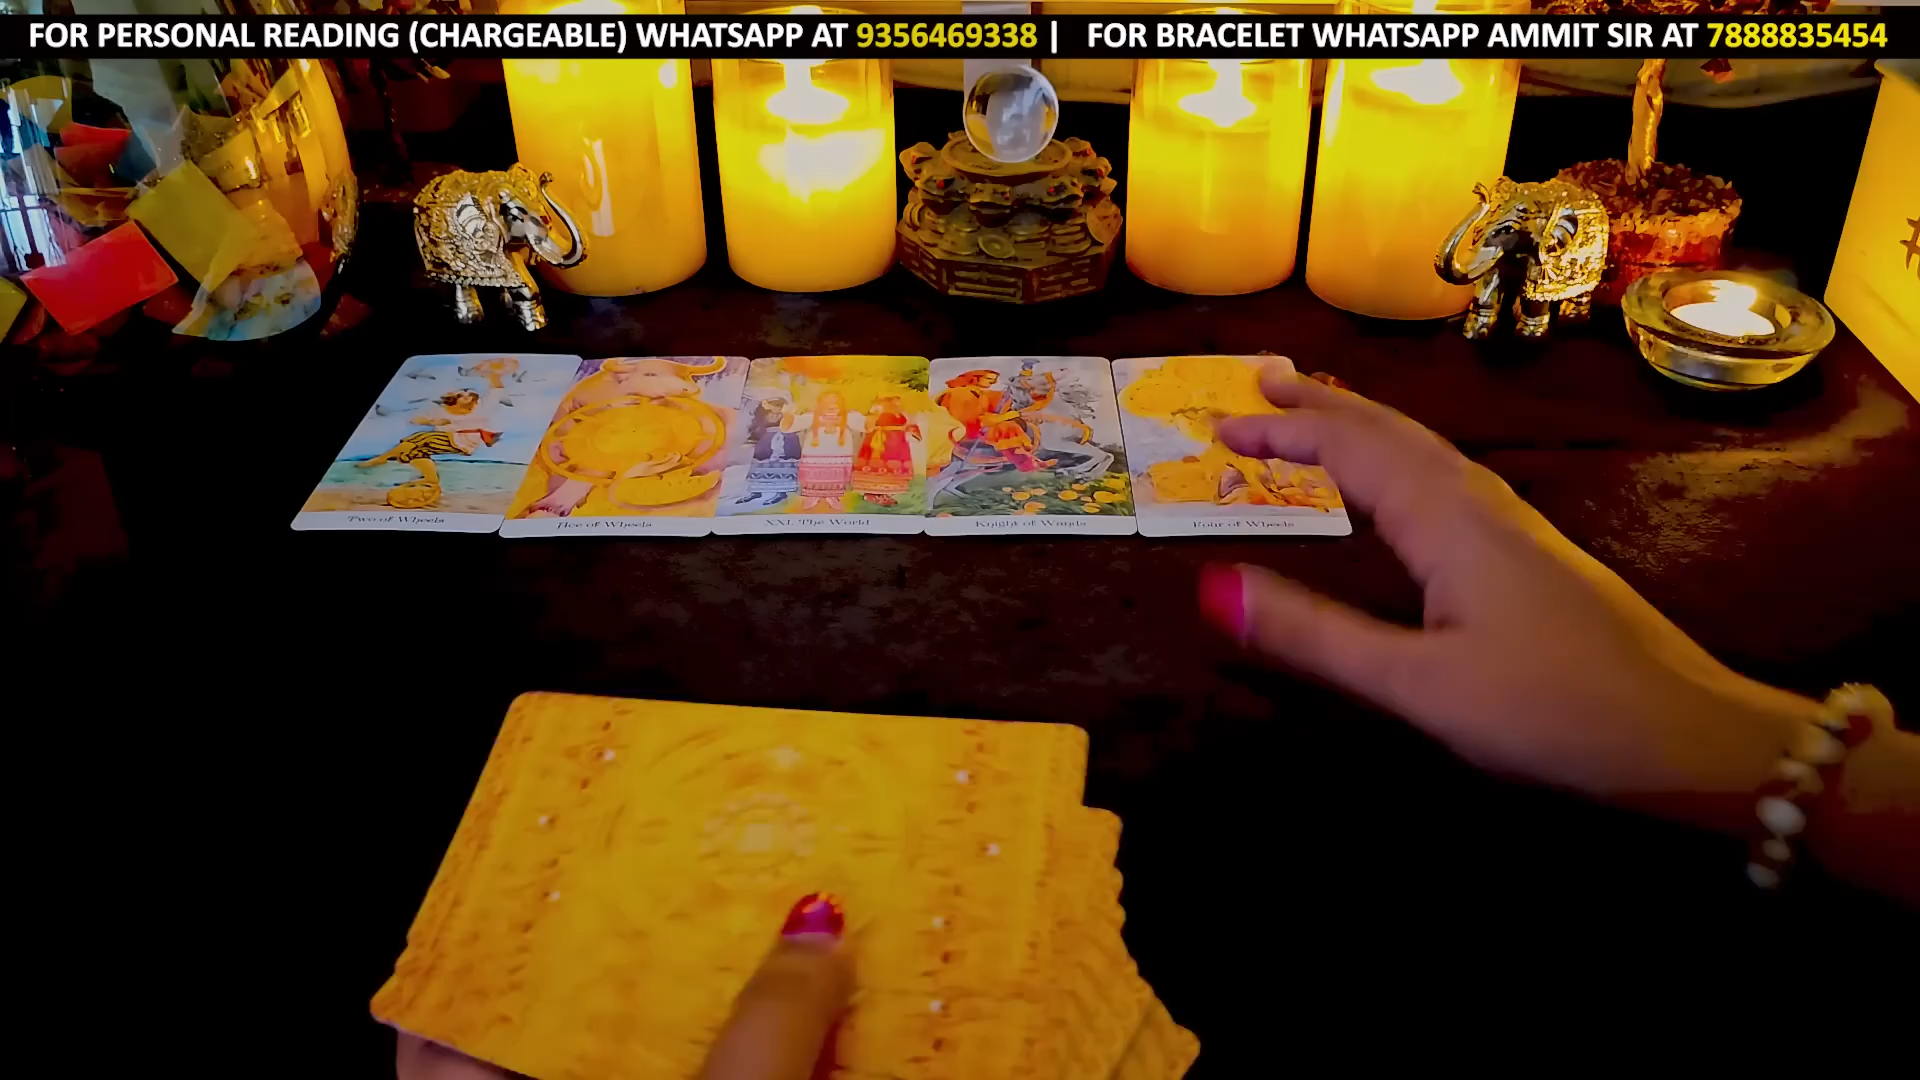 FOR PERSONAL READING (CHARGEABLE) WHATSAPP AT 9356469338 | FOR BRACELET WHATSAPP AMMIT SIR AT 7888835454
Two of Wheels
Ace of Wheels
XXI. The World
Knight of Wands
Four of Wheels